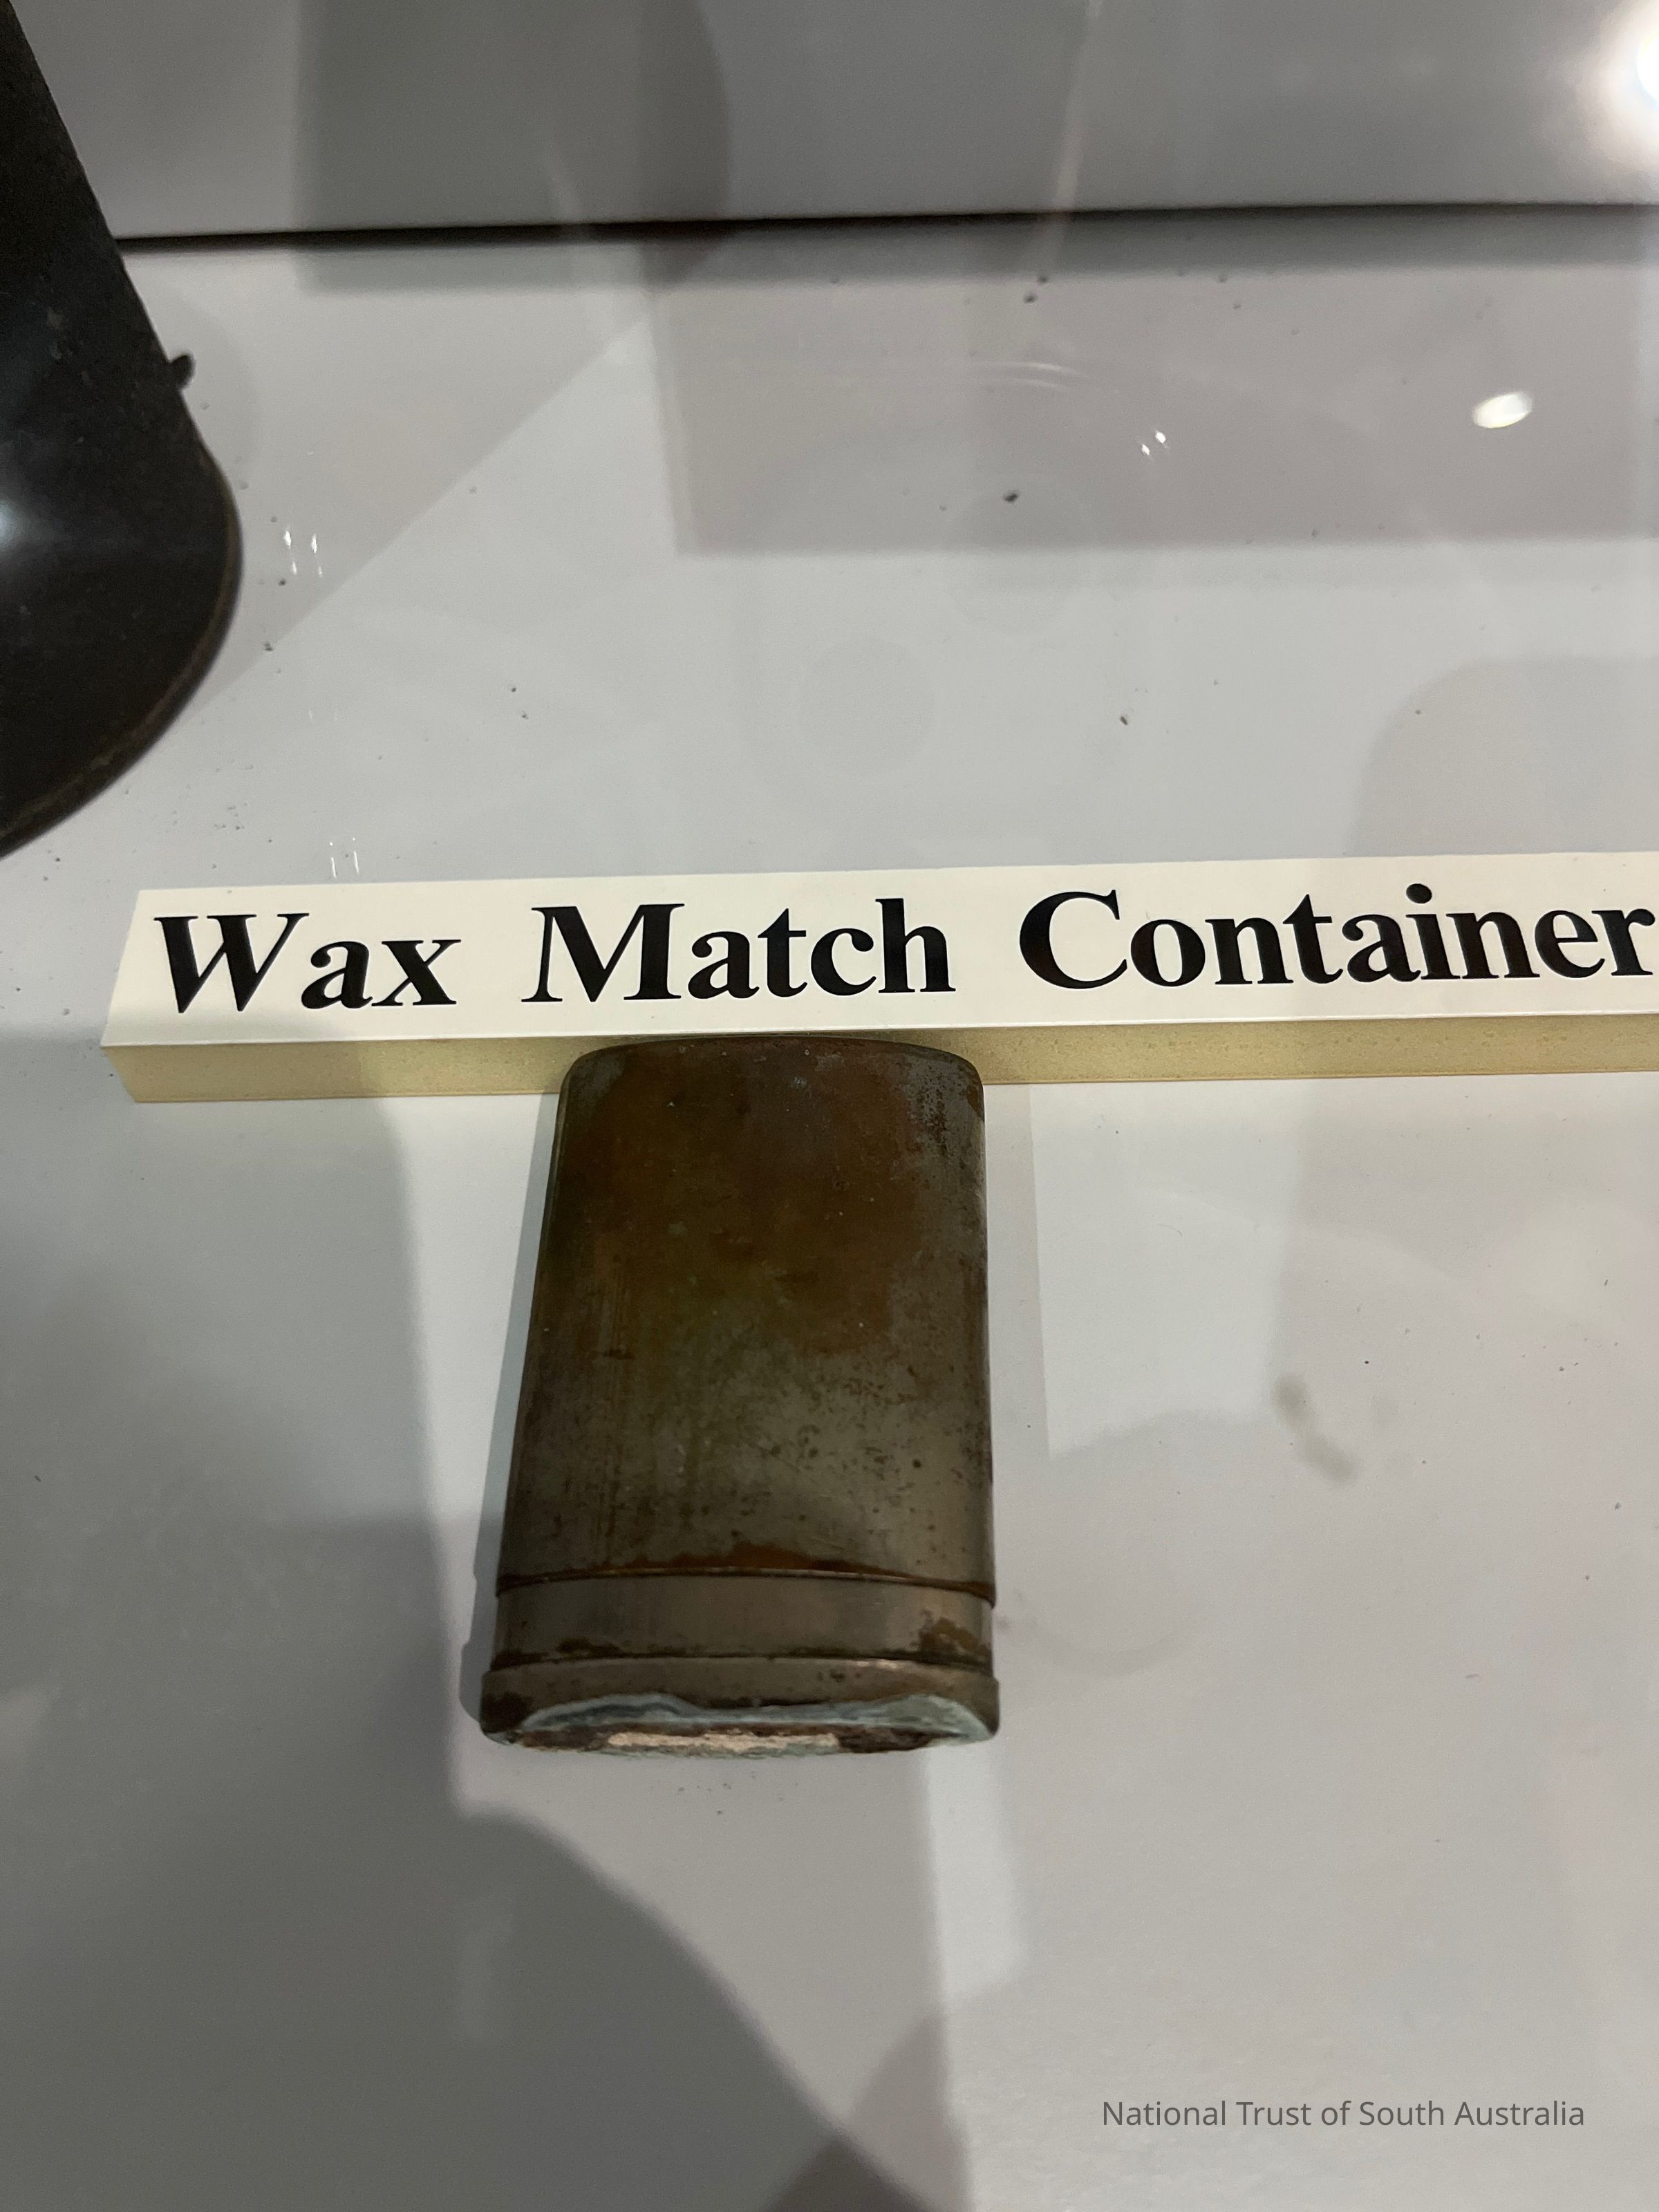 Wax Match Container
National Trust of South Australia